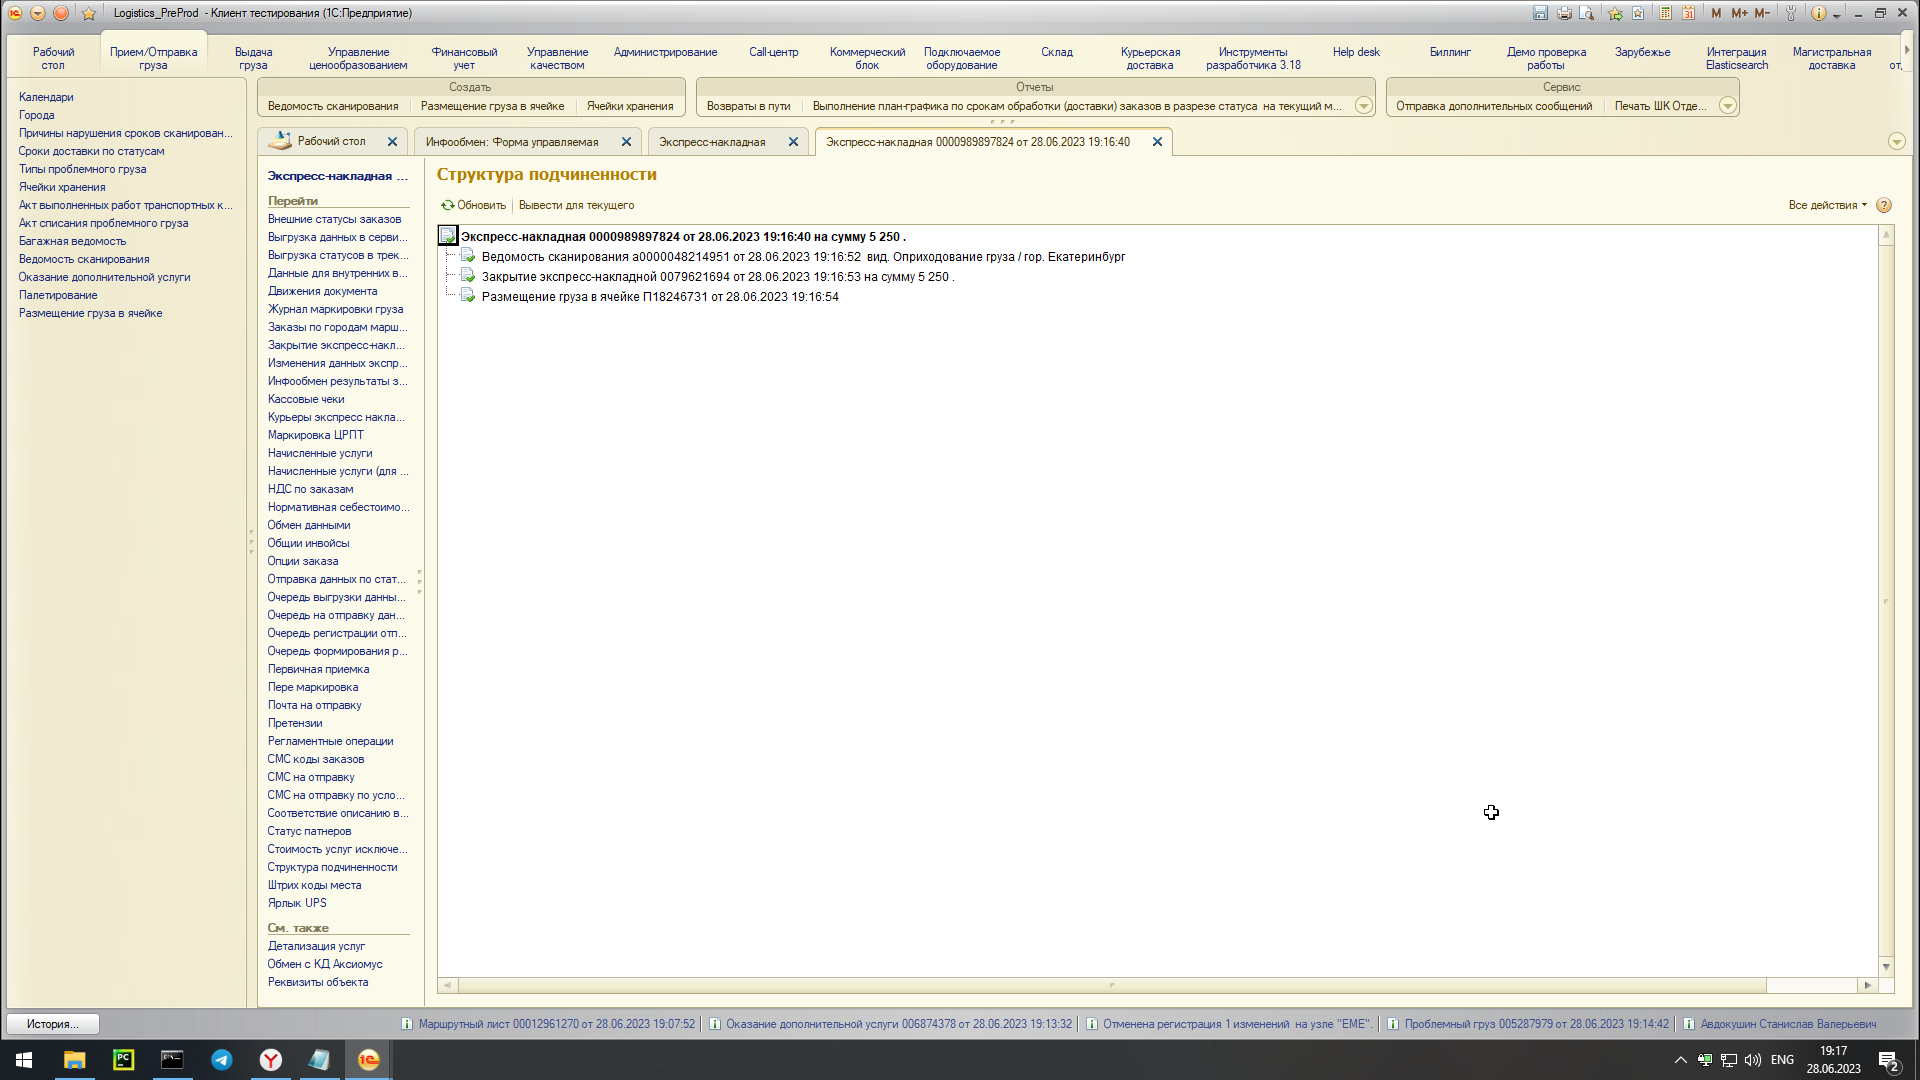 Logistics_PreProd - Клиент тестирования (1С:Предприятие)
M M+ M-
Рабочий стол
Прием/Отправка груза
Выдача груза
Управление ценообразованием
Финансовый учет
Управление качеством
Администрирование
Call-центр
Коммерческий блок
Подключаемое оборудование
Склад
Курьерская доставка
Инструменты разработчика 3.18
Help desk
Биллинг
Демо проверка работы
Зарубежье
Интеграция Elasticsearch
Магистральная доставка
от,
Создать
Ведомость сканирования
Размещение груза в ячейке
Ячейки хранения
Отчеты
Возвраты в пути
Выполнение план-графика по срокам обработки (доставки) заказов в разрезе статуса на текущий м...
Сервис
Отправка дополнительных сообщений
Печать ШК Отде...
Рабочий стол
Инфообмен: Форма управляемая
Экспресс-накладная
Экспресс-накладная 0000989897824 от 28.06.2023 19:16:40
Календари
Города
Причины нарушения сроков сканирован...
Сроки доставки по статусам
Типы проблемного груза
Ячейки хранения
Акт выполненных работ транспортных к...
Акт списания проблемного груза
Багажная ведомость
Ведомость сканирования
Оказание дополнительной услуги
Палетирование
Размещение груза в ячейке
Экспресс-накладная ...
Перейти
Внешние статусы заказов
Выгрузка данных в серви...
Выгрузка статусов в трек...
Данные для внутренних в...
Движения документа
Журнал маркировки груза
Заказы по городам марш...
Закрытие экспресс-накл...
Изменения данных экспр...
Инфообмен результаты з...
Кассовые чеки
Курьеры экспресс накла...
Маркировка ЦРПТ
Начисленные услуги
Начисленные услуги (для ...
НДС по заказам
Нормативная себестоимо...
Обмен данными
Общии инвойсы
Опции заказа
Отправка данных по стат...
Очередь выгрузки данны...
Очередь на отправку дан...
Очередь регистрации отп...
Очередь формирования р...
Первичная приемка
Пере маркировка
Почта на отправку
Претензии
Регламентные операции
СМС коды заказов
СМС на отправку
СМС на отправку по усло...
Соответствие описанию в...
Статус патнеров
Стоимость услуг исключе...
Структура подчиненности
Штрих коды места
Ярлык UPS
См. также
Детализация услуг
Обмен с КД Аксиомус
Реквизиты объекта
Структура подчиненности
Обновить
Вывести для текущего
Все действия
Экспресс-накладная 0000989897824 от 28.06.2023 19:16:40 на сумму 5 250 .
Ведомость сканирования а0000048214951 от 28.06.2023 19:16:52 вид. Оприходование груза / гор. Екатеринбург
Закрытие экспресс-накладной 0079621694 от 28.06.2023 19:16:53 на сумму 5 250 .
Размещение груза в ячейке П18246731 от 28.06.2023 19:16:54
История...
Маршрутный лист 00012961270 от 28.06.2023 19:07:52
Оказание дополнительной услуги 006874378 от 28.06.2023 19:13:32
Отменена регистрация 1 изменений на узле "EME".
Проблемный груз 005287979 от 28.06.2023 19:14:42
Авдокушин Станислав Валерьевич
ENG
19:17
28.06.2023
2